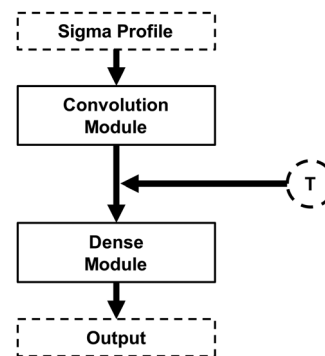 Sigma Profile
Convolution
Module
T
Dense
Module
Output